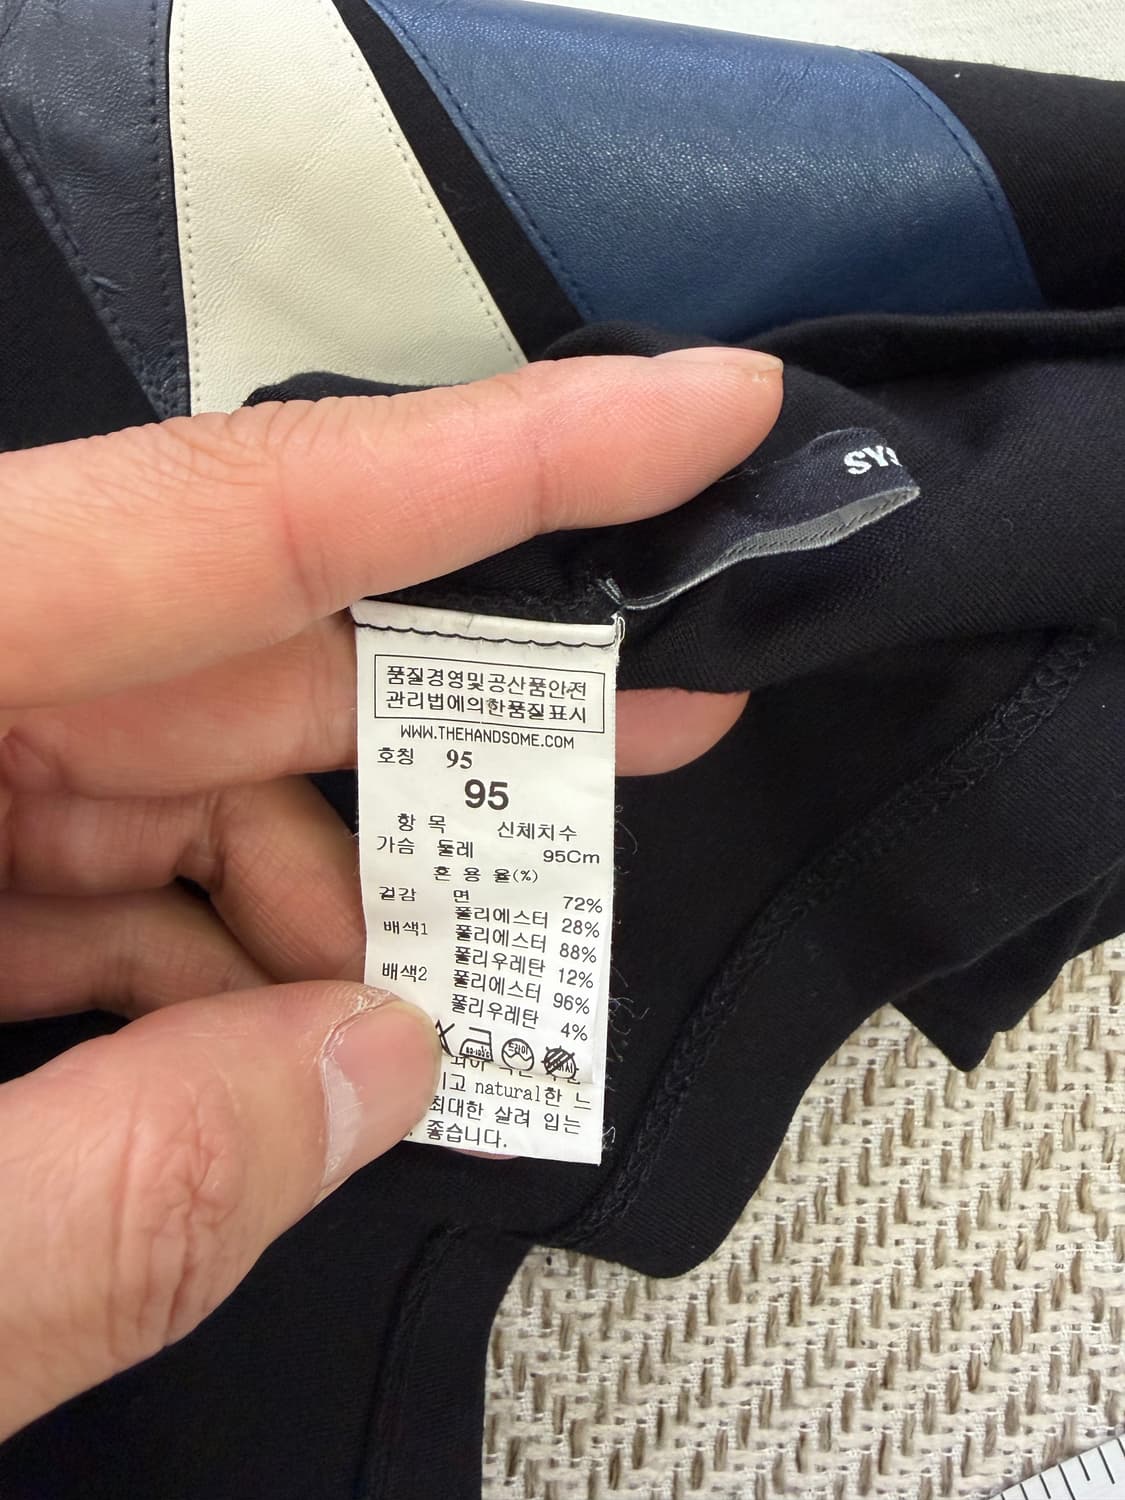 SYS
품질경영및공산품안전
관리법에의한품질표시
WWW.THEHANDSOME.COM
호칭 95
95
항 목 신체치수
가슴 둘레 95Cm
혼 용 율(%)
겉감 면 72%
폴리에스터 28%
배색1 폴리에스터 88%
폴리우레탄 12%
배색2 폴리에스터 96%
폴리우레탄 4%
드라이
natural한 느
최대한 살려 입는
좋습니다.